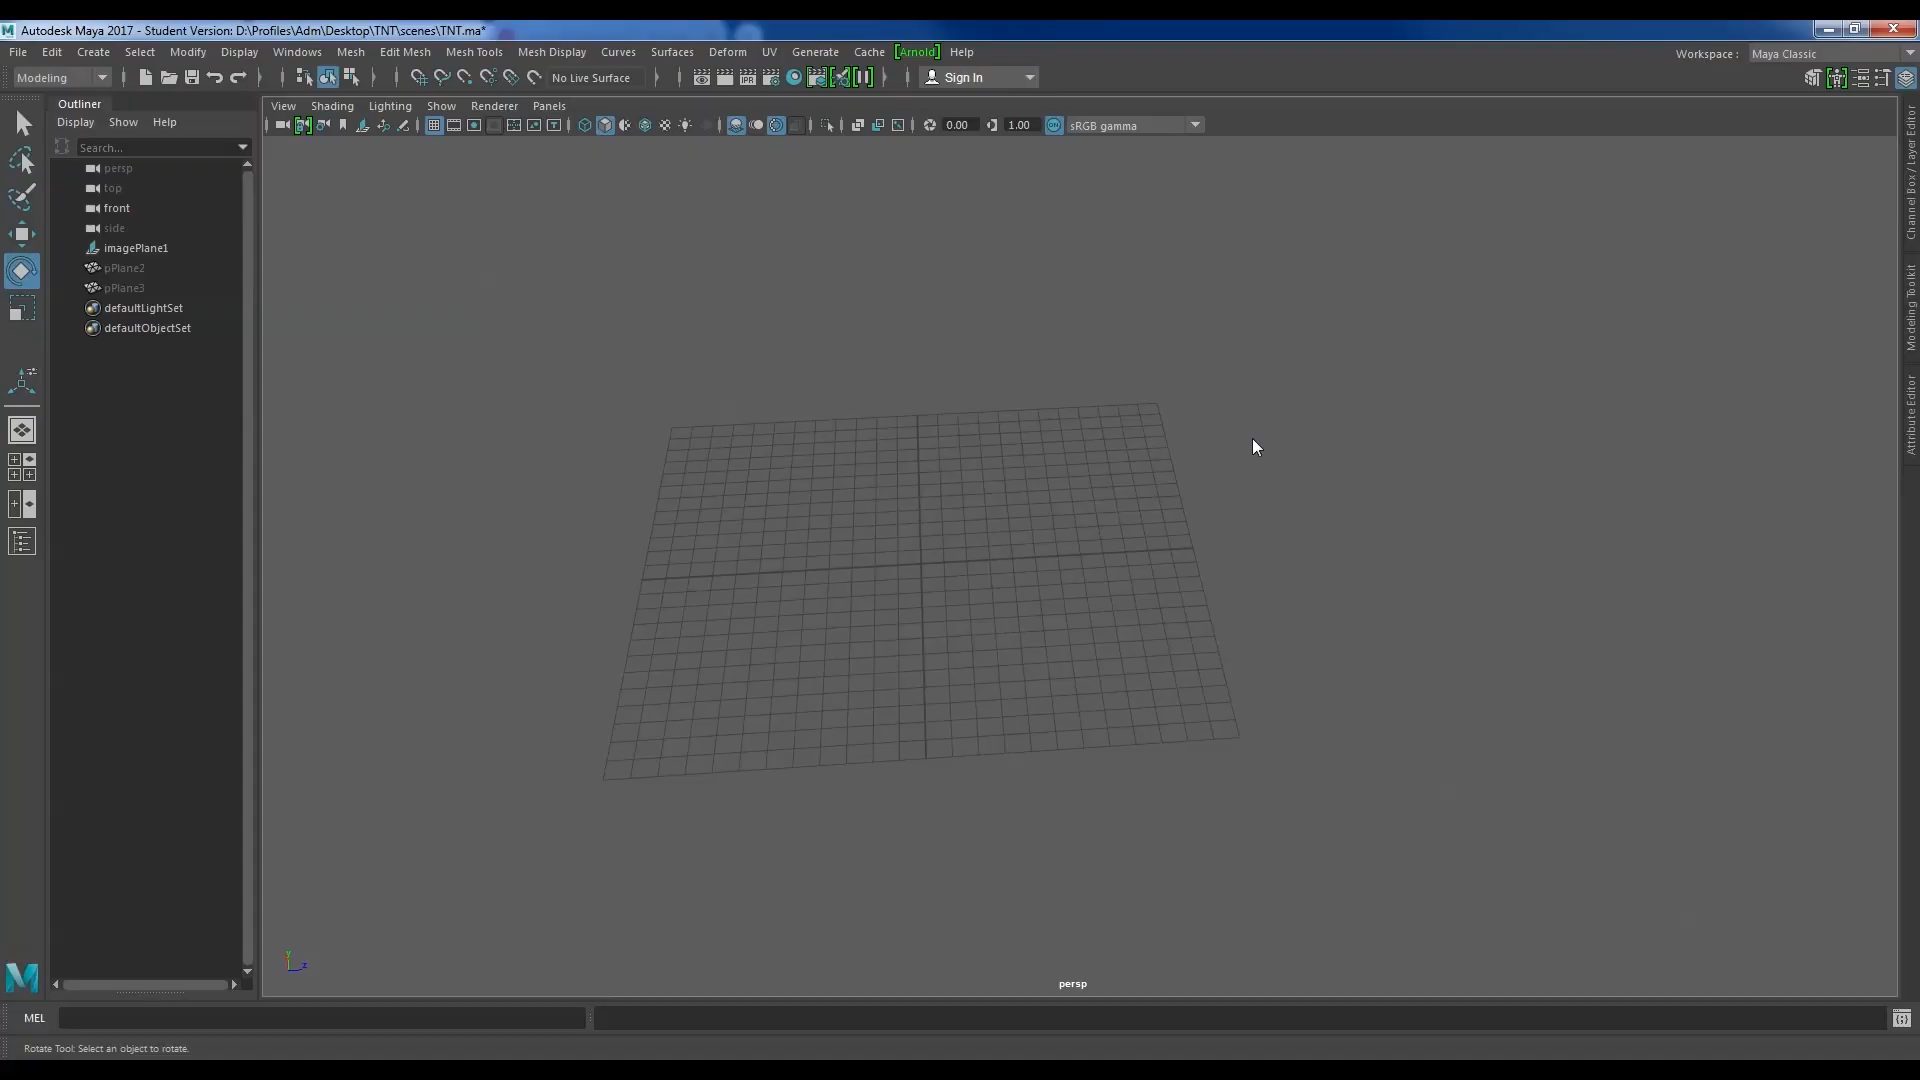 Autodesk Maya 2017 - Student Version: D:\Profiles\Adm\Desktop\TNT\scenes\TNT.ma*
File Edit Create Select Modify Display Windows Mesh Edit Mesh Mesh Tools Mesh Display Curves Surfaces Deform UV Generate Cache [Arnold] Help
Workspace : Maya Classic
Modeling
No Live Surface
Sign In
Outliner
Display Show Help
Search...
persp
top
front
side
imagePlane1
pPlane2
pPlane3
defaultLightSet
defaultObjectSet
View Shading Lighting Show Renderer Panels
0.00 1.00 ON sRGB gamma
IPR
Channel Box / Layer Editor
Modeling Toolkit
Attribute Editor
y
z
persp
MEL
Rotate Tool: Select an object to rotate.